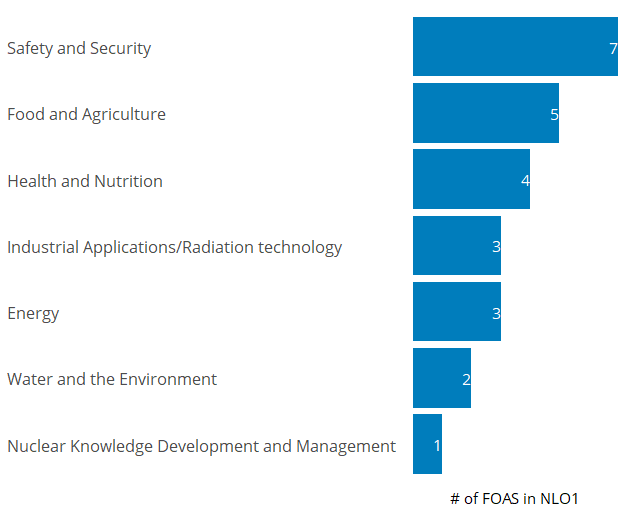 Safety and Security 7
Food and Agriculture 5
Health and Nutrition 4
Industrial Applications/Radiation technology 3
Energy 3
Water and the Environment 2
Nuclear Knowledge Development and Management 1
# of FOAS in NLO1